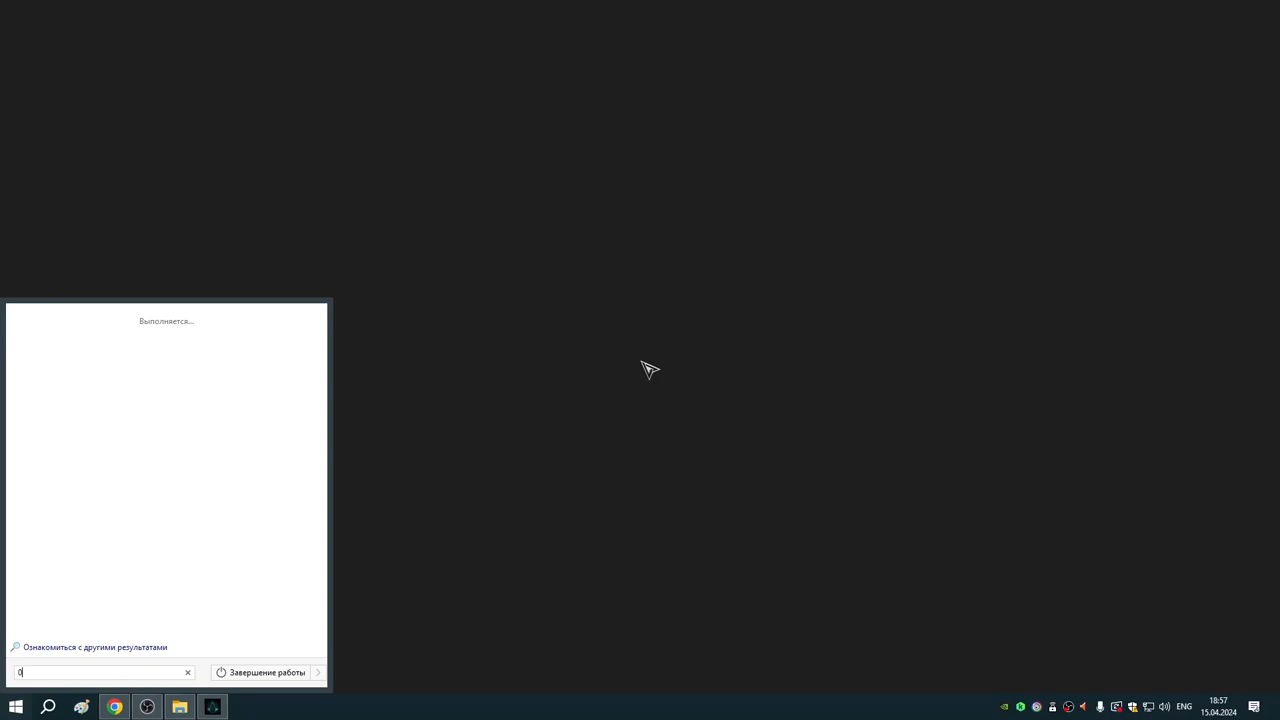 Выполняется...
Ознакомиться с другими результатами
0
Завершение работы
ENG
18:57
15.04.2024